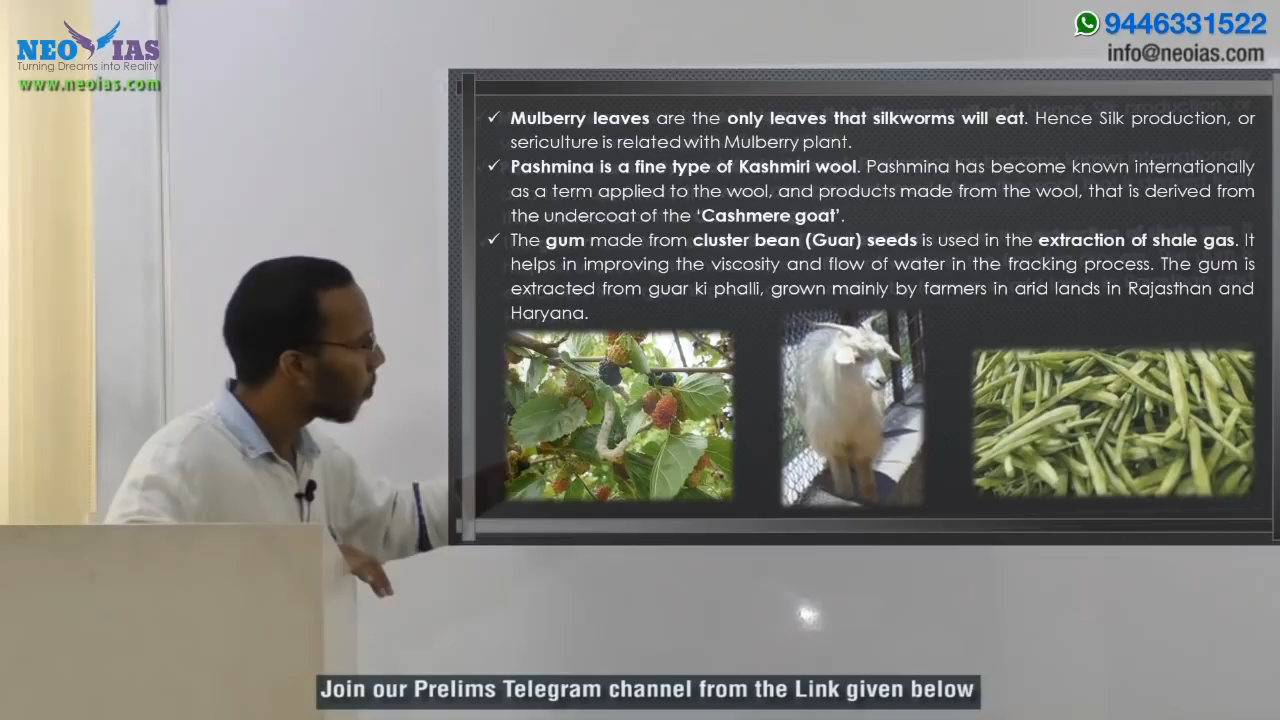 NEO IAS
Turning Dreams into Reality
www.neoias.com
9446331522
info@neoias.com
✓ Mulberry leaves are the only leaves that silkworms will eat. Hence Silk production, or
sericulture is related with Mulberry plant.
✓ Pashmina is a fine type of Kashmiri wool. Pashmina has become known internationally
as a term applied to the wool, and products made from the wool, that is derived from
the undercoat of the ‘Cashmere goat’.
✓ The gum made from cluster bean (Guar) seeds is used in the extraction of shale gas. It
helps in improving the viscosity and flow of water in the fracking process. The gum is
extracted from guar ki phalli, grown mainly by farmers in arid lands in Rajasthan and
Haryana.
Join our Prelims Telegram channel from the Link given below